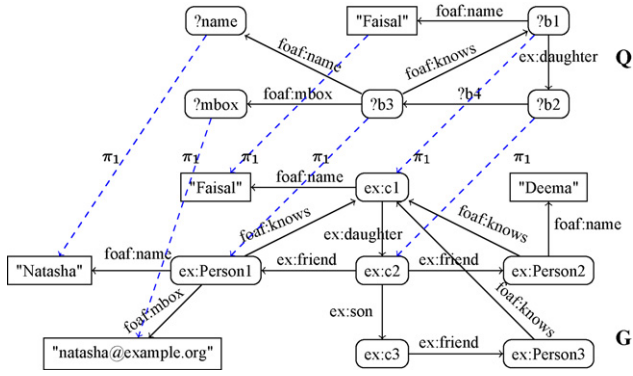 ?name
"Faisal"
foaf:name
?b1
foaf:name
foaf:knows
ex:daughter
Q
?mbox
foaf:mbox
?b3
?b4
?b2
π1
π1
π1
π1
π1
π1
"Faisal"
foaf:name
ex:c1
"Deema"
foaf:knows
ex:daughter
foaf:knows
foaf:name
"Natasha"
foaf:name
ex:Person1
ex:friend
ex:c2
ex:friend
ex:Person2
foaf:mbox
ex:son
foaf:knows
"natasha@example.org"
ex:c3
ex:friend
ex:Person3
G